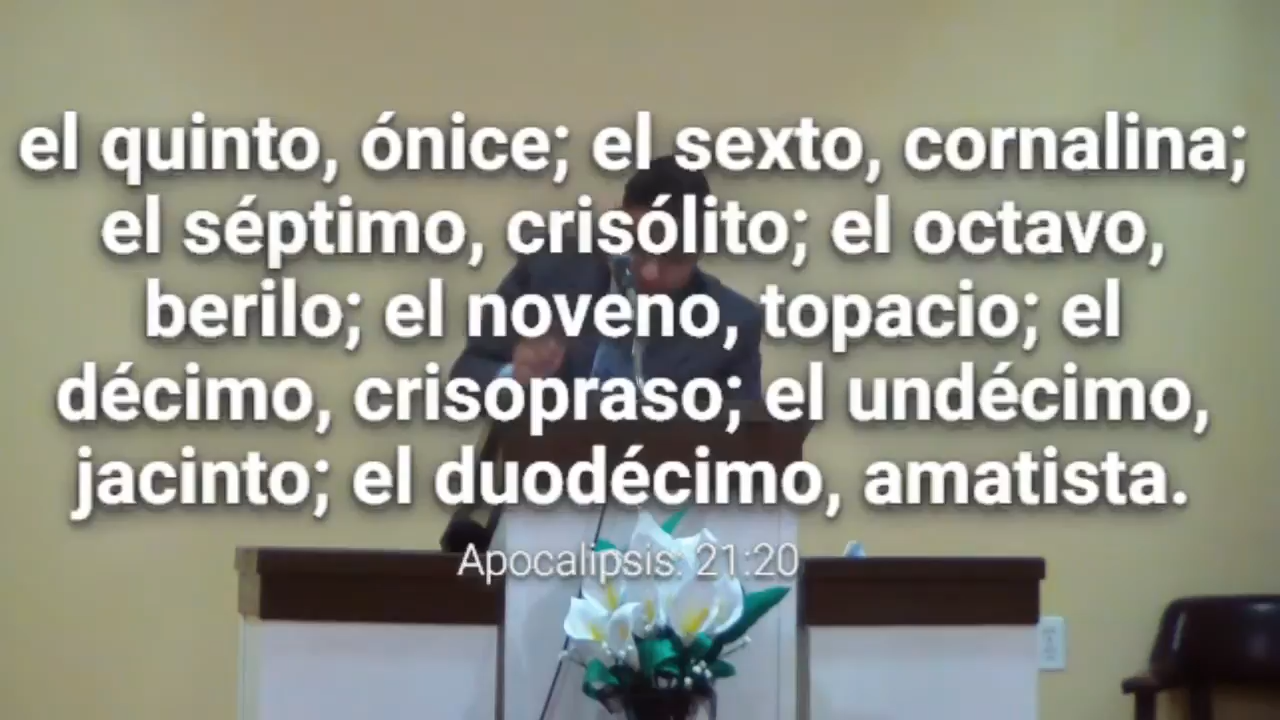 el quinto, ónice; el sexto, cornalina;
el séptimo, crisólito; el octavo,
berilo; el noveno, topacio; el
décimo, crisopraso; el undécimo,
jacinto; el duodécimo, amatista.
Apocalipsis: 21:20